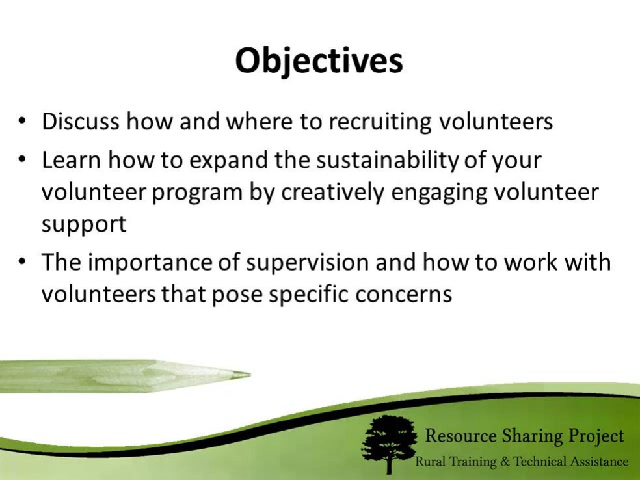 Objectives
• Discuss how and where to recruiting volunteers
• Learn how to expand the sustainability of your
volunteer program by creatively engaging volunteer
support
• The importance of supervision and how to work with
volunteers that pose specific concerns
Resource Sharing Project
Rural Training & Technical Assistance